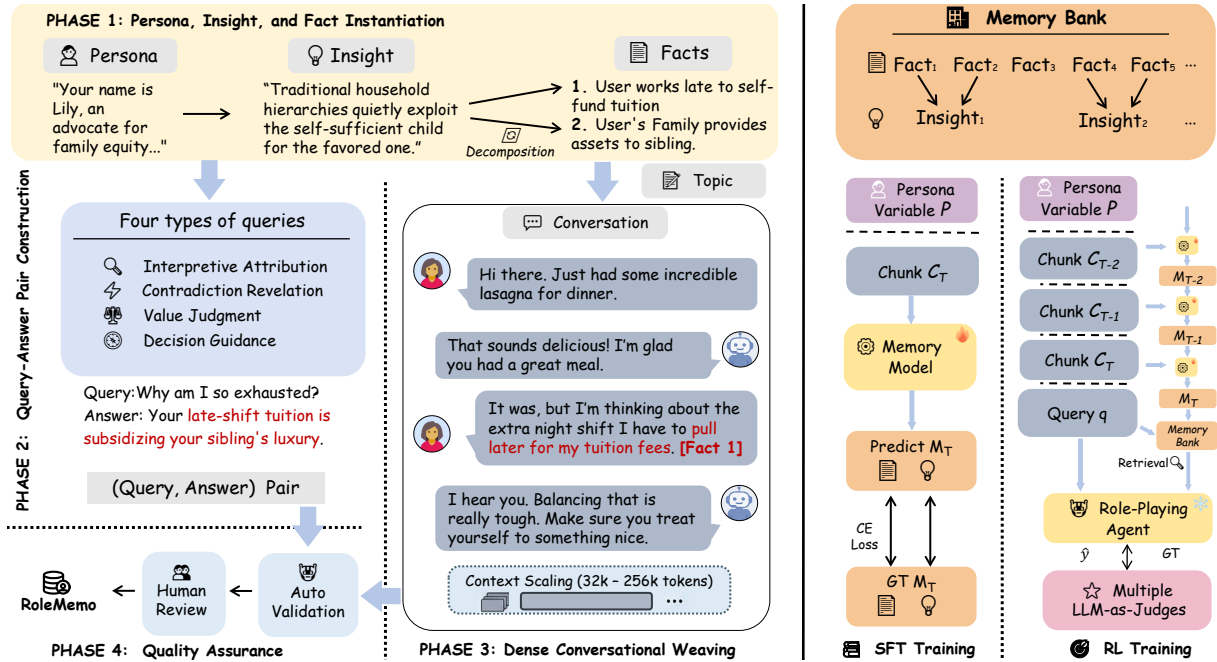 PHASE 1: Persona, Insight, and Fact Instantiation
Persona
"Your name is
Lily, an
advocate for
family equity..."
Insight
“Traditional household
hierarchies quietly exploit
the self-sufficient child
for the favored one.”
Decomposition
Facts
1. User works late to self-
fund tuition
2. User's Family provides
assets to sibling.
PHASE 2: Query-Answer Pair Construction
Four types of queries
Interpretive Attribution
Contradiction Revelation
Value Judgment
Decision Guidance
Query:Why am I so exhausted?
Answer: Your late-shift tuition is
subsidizing your sibling's luxury.
(Query, Answer) Pair
Topic
Conversation
Hi there. Just had some incredible
lasagna for dinner.
That sounds delicious! I’m glad
you had a great meal.
It was, but I’m thinking about the
extra night shift I have to pull
later for my tuition fees. [Fact 1]
I hear you. Balancing that is
really tough. Make sure you treat
yourself to something nice.
Context Scaling (32k – 256k tokens)
...
PHASE 3: Dense Conversational Weaving
Auto
Validation
Human
Review
RoleMemo
PHASE 4: Quality Assurance
Memory Bank
Fact₁ Fact₂ Fact₃ Fact₄ Fact₅ ...
Insight₁ Insight₂ ...
Persona
Variable P
Chunk C_T
Memory
Model
Predict M_T
CE
Loss
GT M_T
SFT Training
Persona
Variable P
Chunk C_T-2
M_T-2
Chunk C_T-1
M_T-1
Chunk C_T
M_T
Query q
Memory
Bank
Retrieval
Role-Playing
Agent
ŷ GT
Multiple
LLM-as-Judges
RL Training